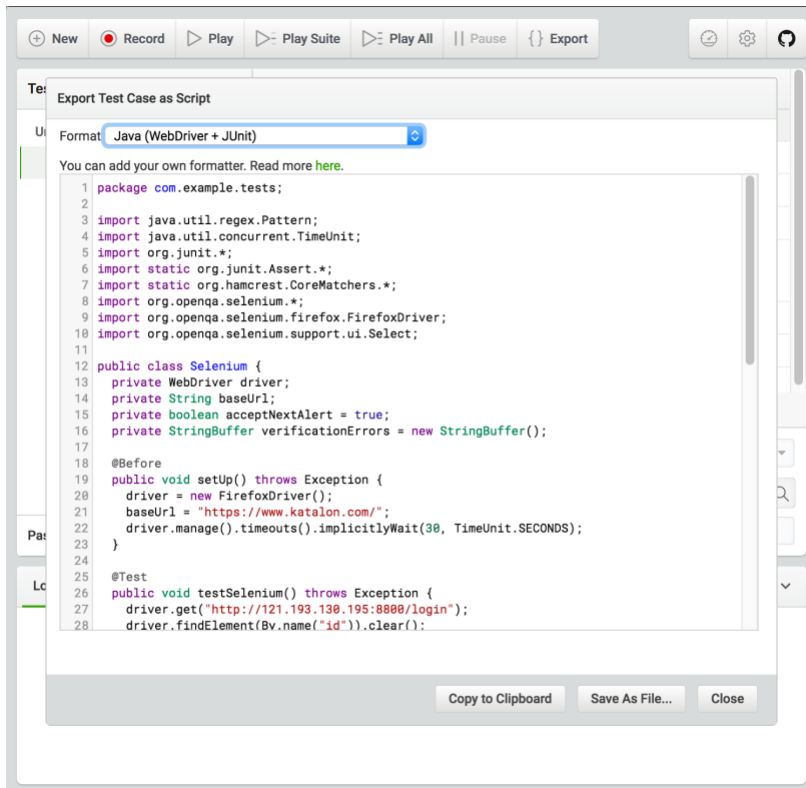 New Record Play Play Suite Play All Pause Export
Export Test Case as Script
Format Java (WebDriver + JUnit)
You can add your own formatter. Read more here.
1 package com.example.tests;
2
3 import java.util.regex.Pattern;
4 import java.util.concurrent.TimeUnit;
5 import org.junit.*;
6 import static org.junit.Assert.*;
7 import static org.hamcrest.CoreMatchers.*;
8 import org.openqa.selenium.*;
9 import org.openqa.selenium.firefox.FirefoxDriver;
10 import org.openqa.selenium.support.ui.Select;
11
12 public class Selenium {
13 private WebDriver driver;
14 private String baseUrl;
15 private boolean acceptNextAlert = true;
16 private StringBuffer verificationErrors = new StringBuffer();
17
18 @Before
19 public void setUp() throws Exception {
20 driver = new FirefoxDriver();
21 baseUrl = "https://www.katalon.com/";
22 driver.manage().timeouts().implicitlyWait(30, TimeUnit.SECONDS);
23 }
24
25 @Test
26 public void testSelenium() throws Exception {
27 driver.get("http://121.193.130.195:8800/login");
28 driver.findElement(By.name("id")).clear();
Copy to Clipboard Save As File... Close